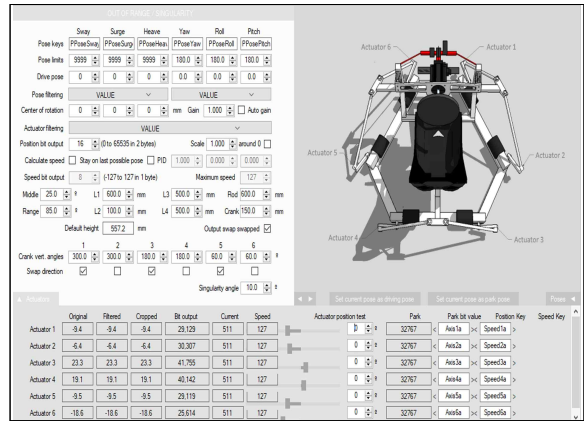 OUT OF RANGE / SINGULARITY
Sway Surge Heave Yaw Roll Pitch
Pose keys PPoseSway PPoseSurg PPoseHeav PPoseYaw PPoseRoll PPosePitch
Pose limits 9999 9999 9999 180.0 180.0 180.0
Drive pose 0 0 0 0.0 0.0 0.0
Pose filtering VALUE VALUE
Center of rotation 0 0 0 mm Gain 1.000 Auto gain
Actuator filtering VALUE
Position bit output 16 (0 to 65535 in 2 bytes) Scale 1.000 around 0
Calculate speed Stay on last possible pose PID 1.000 0.000 0.000
Speed bit output 8 (-127 to 127 in 1 byte) Maximum speed 127
Middle 25.0 ° L1 600.0 mm L3 500.0 mm Rod 600.0 mm
Range 85.0 ° L2 100.0 mm L4 500.0 mm Crank 150.0 mm
Default height 557.2 mm Output swap swapped
1 2 3 4 5 6
Crank vert. angles 300.0 300.0 180.0 180.0 60.0 60.0 °
Swap direction
Singularity angle 10.0 °
Actuator 6 Actuator 1
Actuator 5 Actuator 2
Actuator 4 Actuator 3
Actuators Set current pose as driving pose Set current pose as park pose Poses
Original Filtered Cropped Bit output Current Speed Actuator position test Park Park bit value Position Key Speed Key
Actuator 1 -9.4 -9.4 -9.4 29,129 511 127 0 ° 32767 < Axis1a >< Speed1a >
Actuator 2 -6.4 -6.4 -6.4 30,307 511 127 0 ° 32767 < Axis2a >< Speed2a >
Actuator 3 23.3 23.3 23.3 41,755 511 127 0 ° 32767 < Axis3a >< Speed3a >
Actuator 4 19.1 19.1 19.1 40,142 511 127 0 ° 32767 < Axis4a >< Speed4a >
Actuator 5 -9.5 -9.5 -9.5 29,119 511 127 0 ° 32767 < Axis5a >< Speed5a >
Actuator 6 -18.6 -18.6 -18.6 25,614 511 127 0 ° 32767 < Axis6a >< Speed6a >